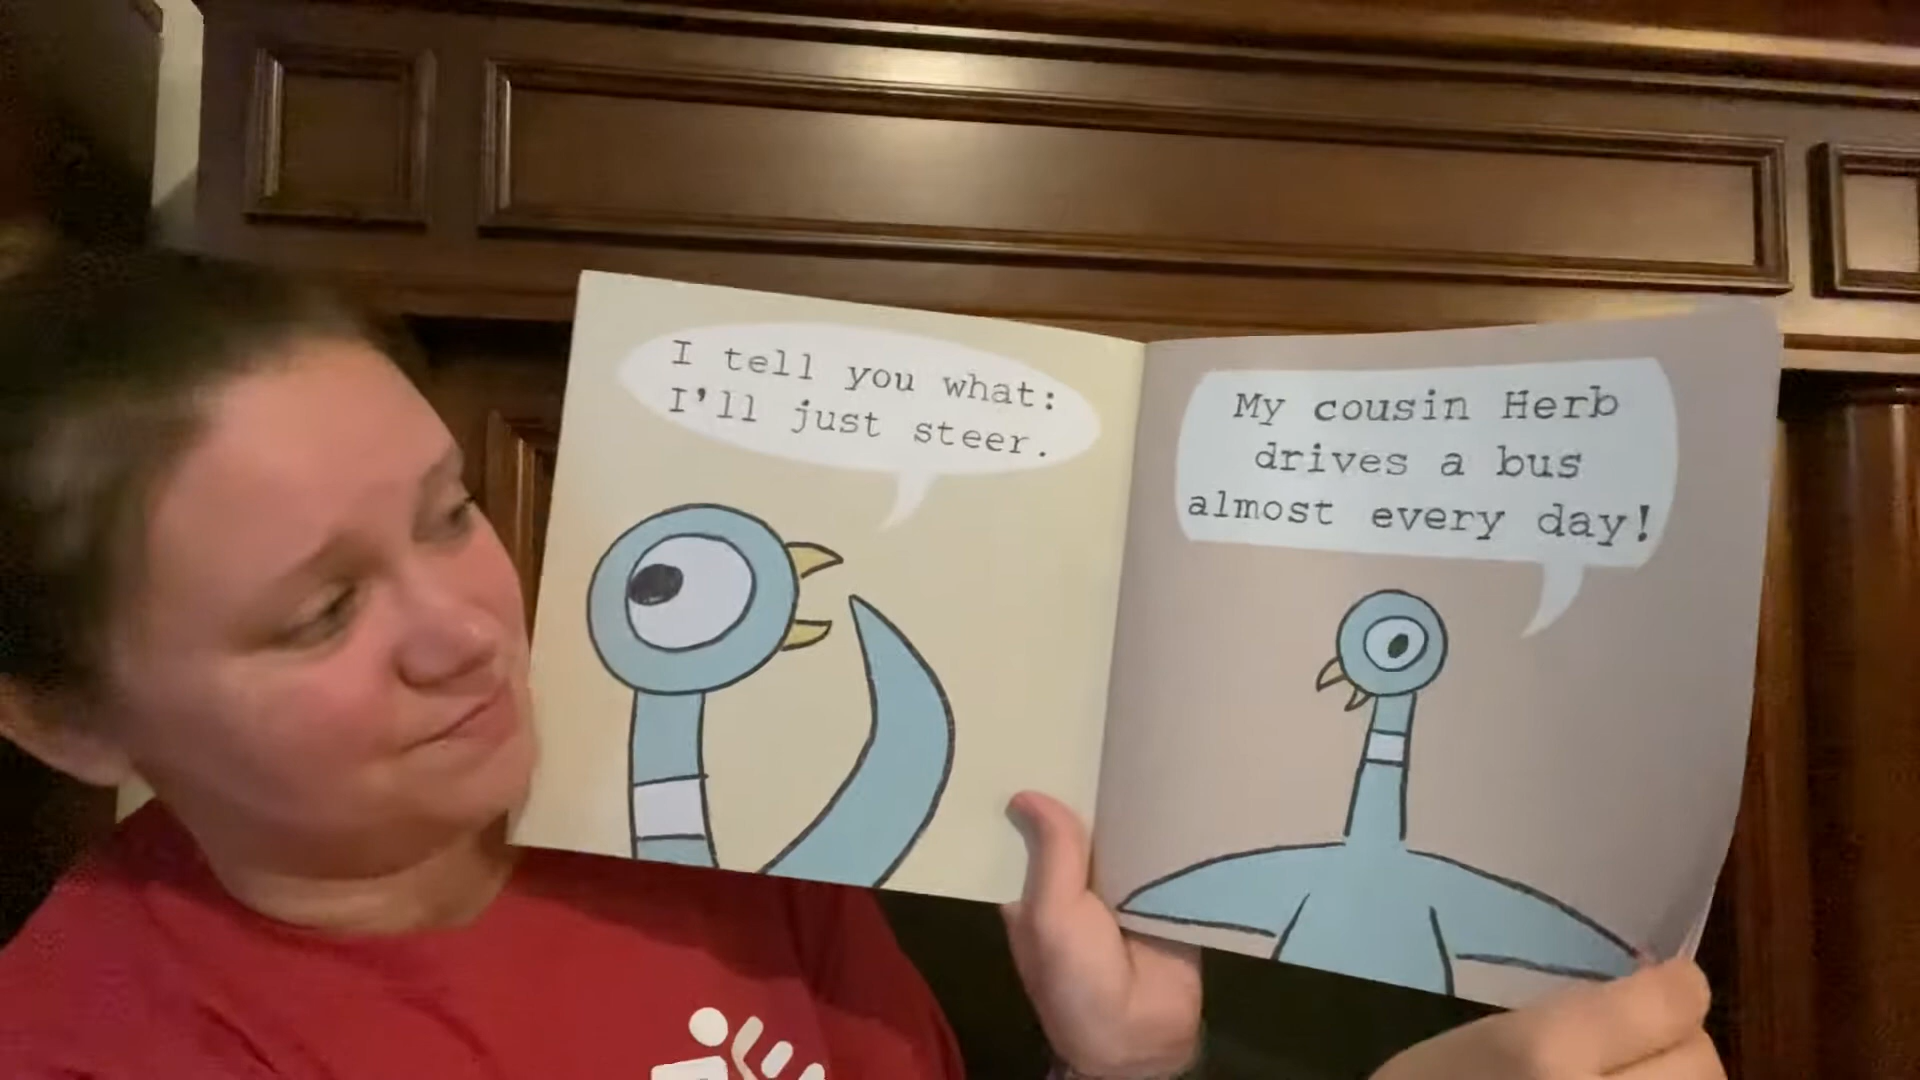 I tell you what:
I'll just steer.
My cousin Herb
drives a bus
almost every day!